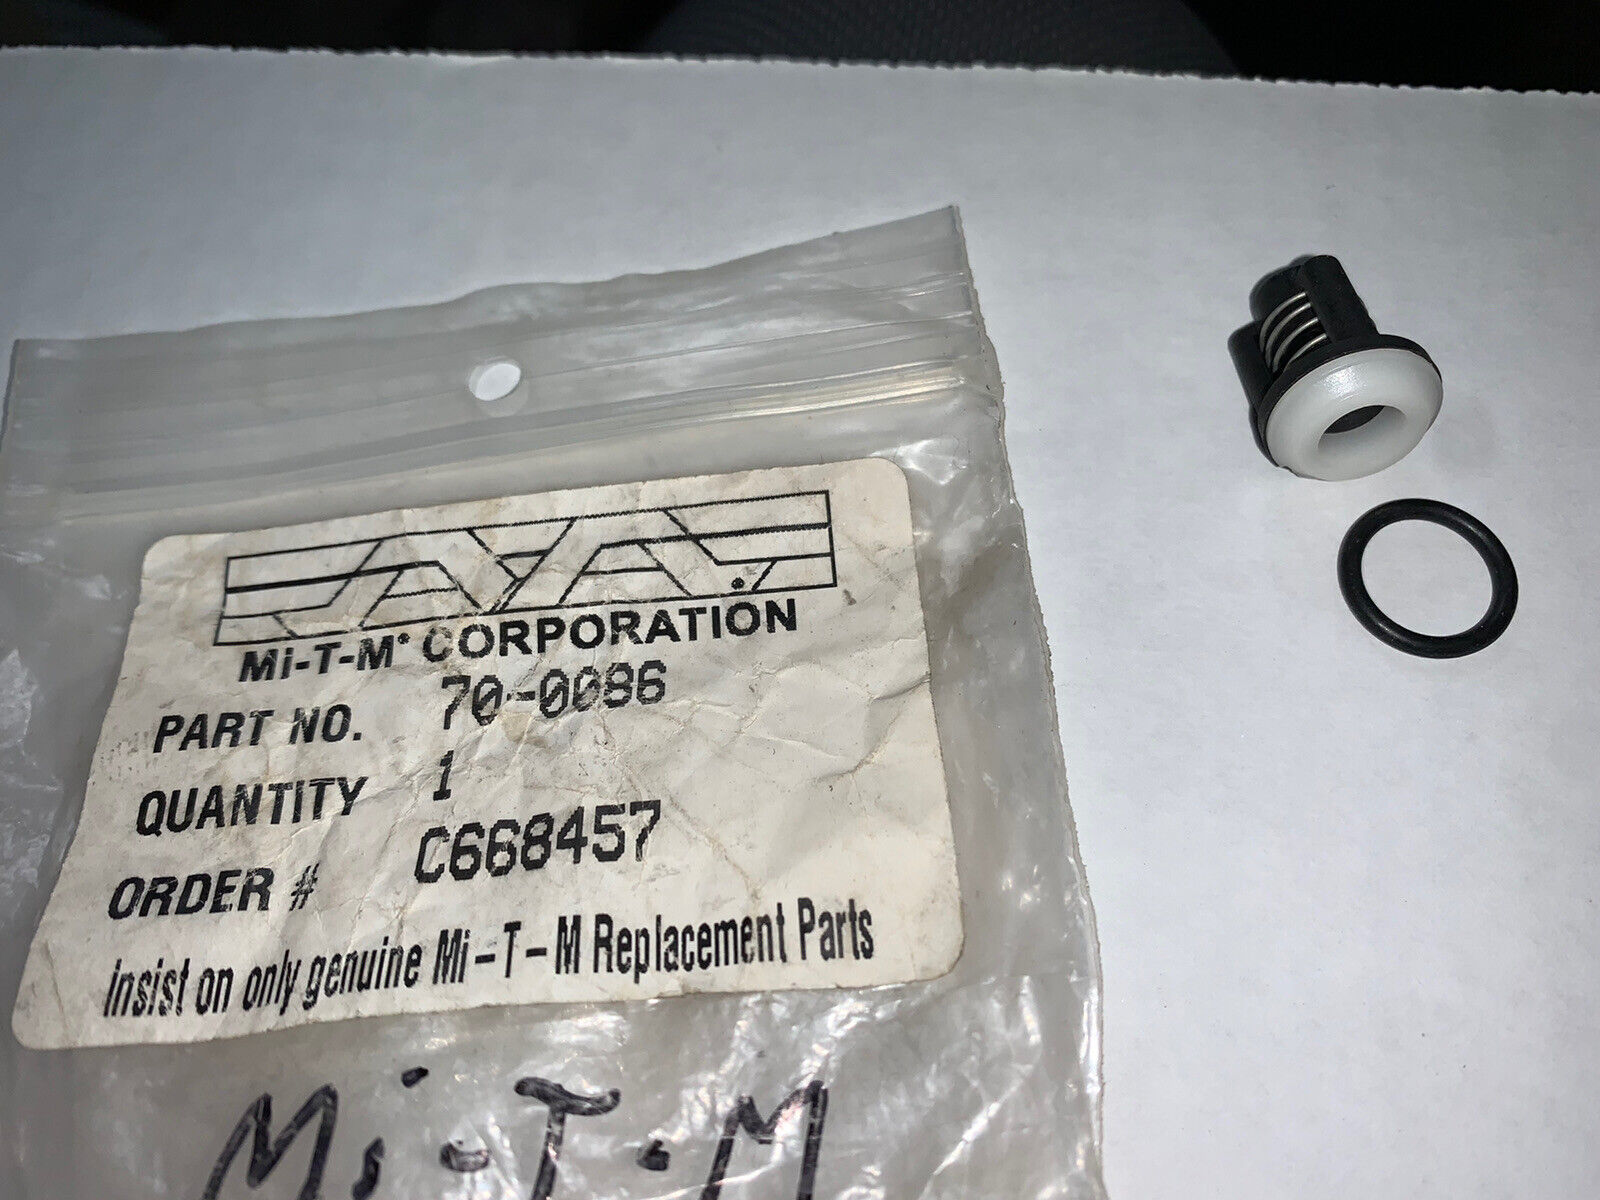 Mi-T-M® CORPORATION
PART NO. 70-0086
QUANTITY 1
ORDER # C668457
Insist on only genuine Mi-T-M Replacement Parts
Mi-T-M